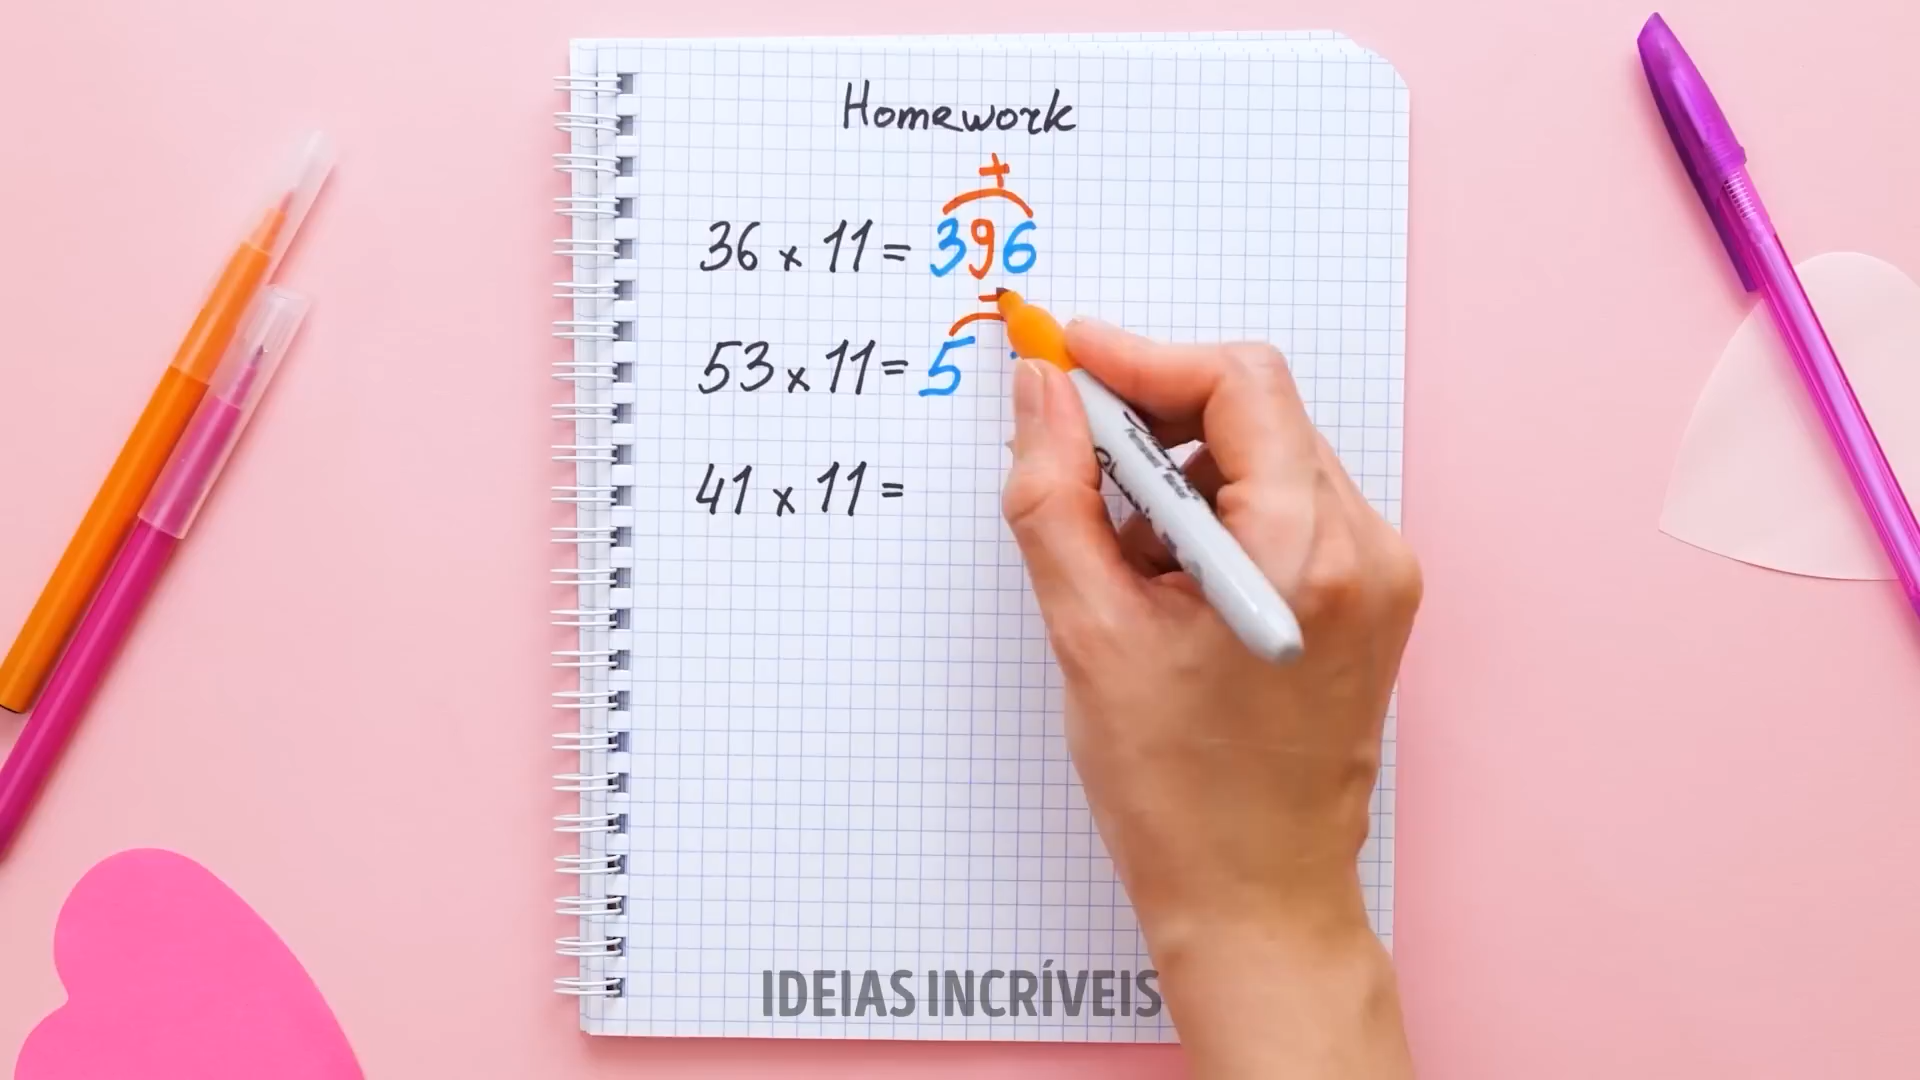 Homework
+
36 x 11 = 396
53 x 11 = 5
41 x 11 =
IDEIAS INCRÍVEIS